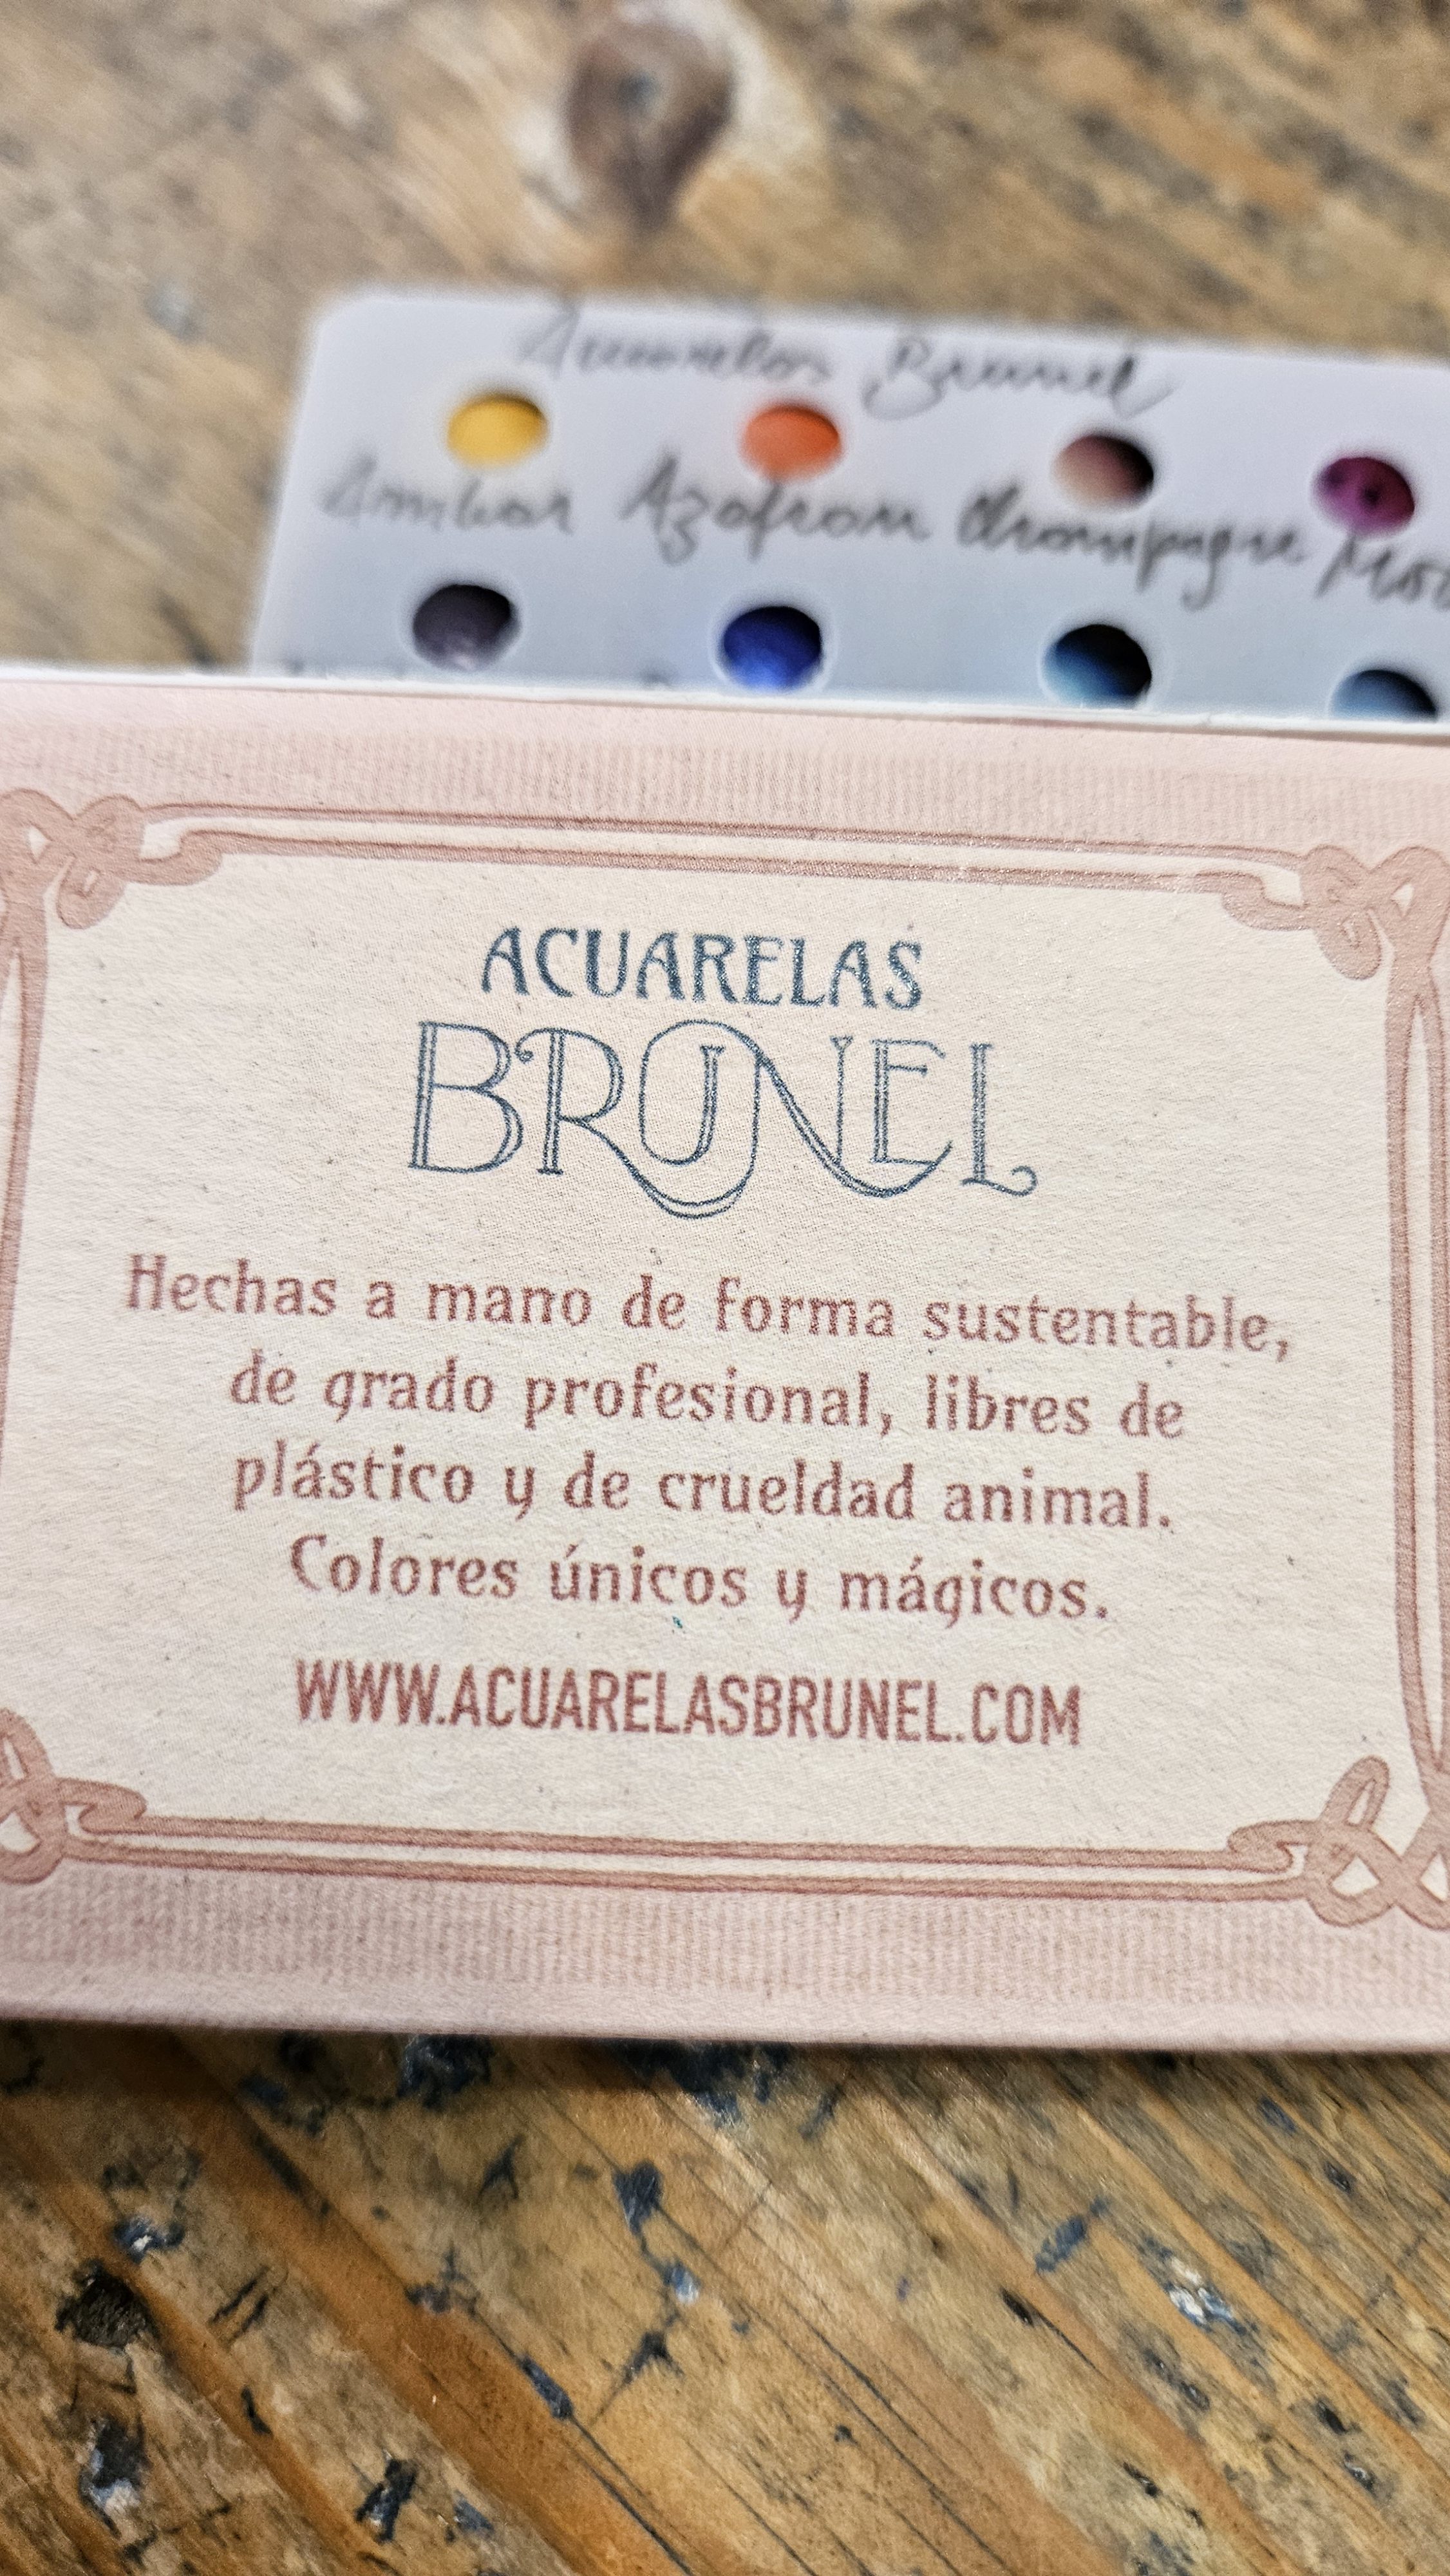 Acuarelas Brunel
Ambar Azafran Champagne
ACUARELAS
BRUNEL
Hechas a mano de forma sustentable,
de grado profesional, libres de
plástico y de crueldad animal.
Colores únicos y mágicos.
WWW.ACUARELASBRUNEL.COM